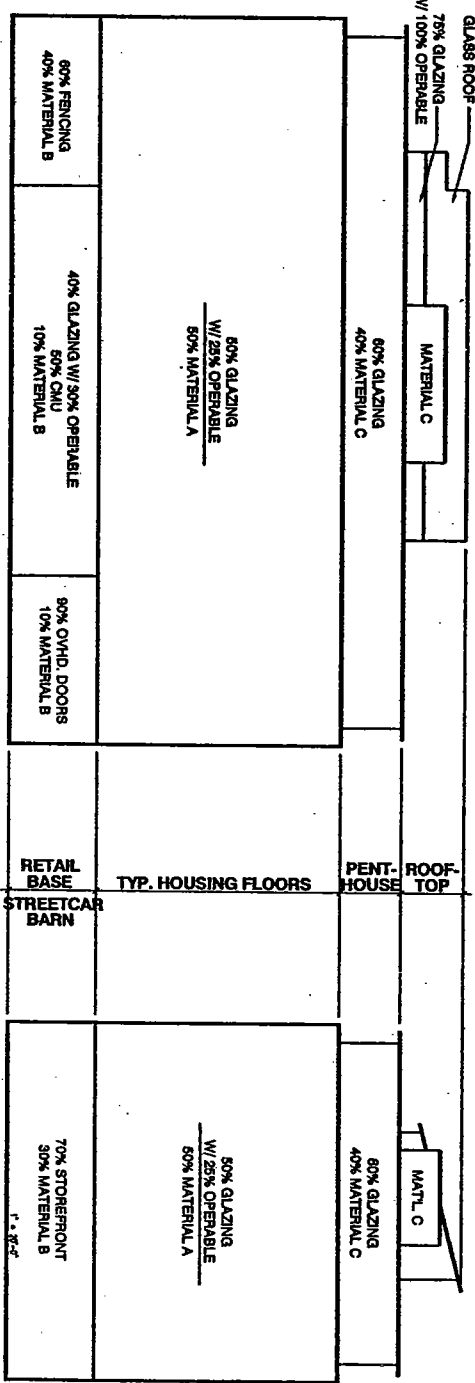 GLASS ROOF
75% GLAZING
W/ 100% OPERABLE
MATERIAL C
60% GLAZING
40% MATERIAL C
50% GLAZING
W/ 25% OPERABLE
50% MATERIAL A
60% FENCING
40% MATERIAL B
40% GLAZING W/ 30% OPERABLE
50% CMU
10% MATERIAL B
90% OVHD. DOORS
10% MATERIAL B
ROOF-
TOP
PENT-
HOUSE
TYP. HOUSING FLOORS
RETAIL
BASE
STREETCAR
BARN
MAT'L C
60% GLAZING
40% MATERIAL C
50% GLAZING
W/ 25% OPERABLE
50% MATERIAL A
70% STOREFRONT
30% MATERIAL B